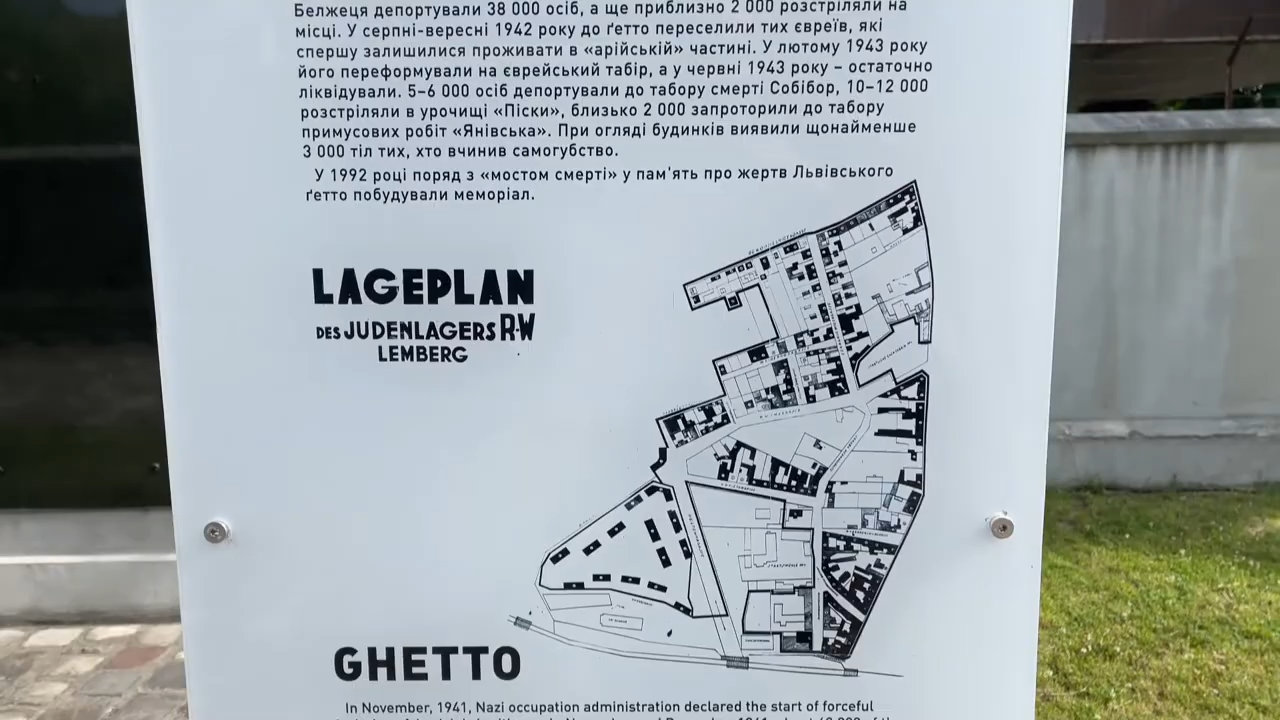 Белжеця депортували 38 000 осіб, а ще приблизно 2 000 розстріляли на
місці. У серпні-вересні 1942 року до ґетто переселили тих євреїв, які
спершу залишилися проживати в «арійській» частині. У лютому 1943 року
його переформували на єврейський табір, а у червні 1943 року – остаточно
ліквідували. 5–6 000 осіб депортували до табору смерті Собібор, 10–12 000
розстріляли в урочищі «Піски», близько 2 000 запроторили до табору
примусових робіт «Янівська». При огляді будинків виявили щонайменше
3 000 тіл тих, хто вчинив самогубство.
У 1992 році поряд з «мостом смерті» у пам'ять про жертв Львівського
ґетто побудували меморіал.
LAGEPLAN
DES JUDENLAGERS R·W
LEMBERG
GHETTO
In November, 1941, Nazi occupation administration declared the start of forceful